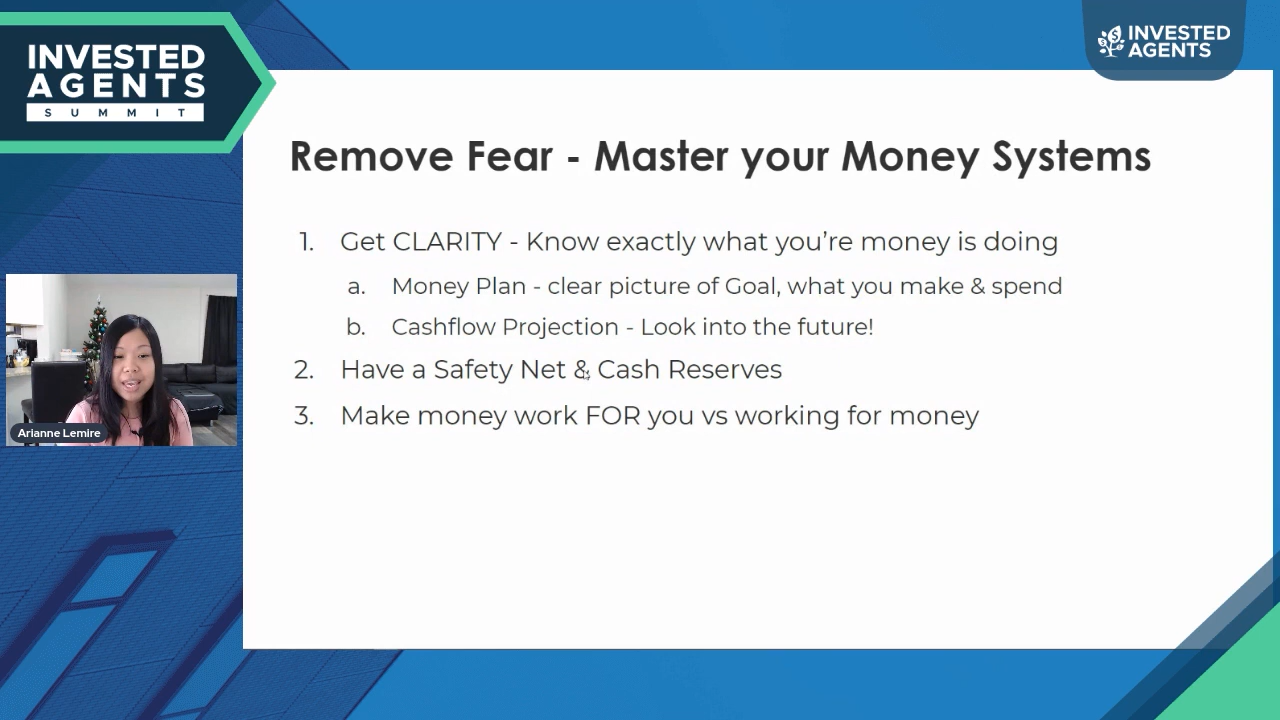 INVESTED
AGENTS
SUMMIT
INVESTED
AGENTS
Remove Fear - Master your Money Systems
1. Get CLARITY - Know exactly what you’re money is doing
a. Money Plan - clear picture of Goal, what you make & spend
b. Cashflow Projection - Look into the future!
2. Have a Safety Net & Cash Reserves
3. Make money work FOR you vs working for money
Arianne Lemire